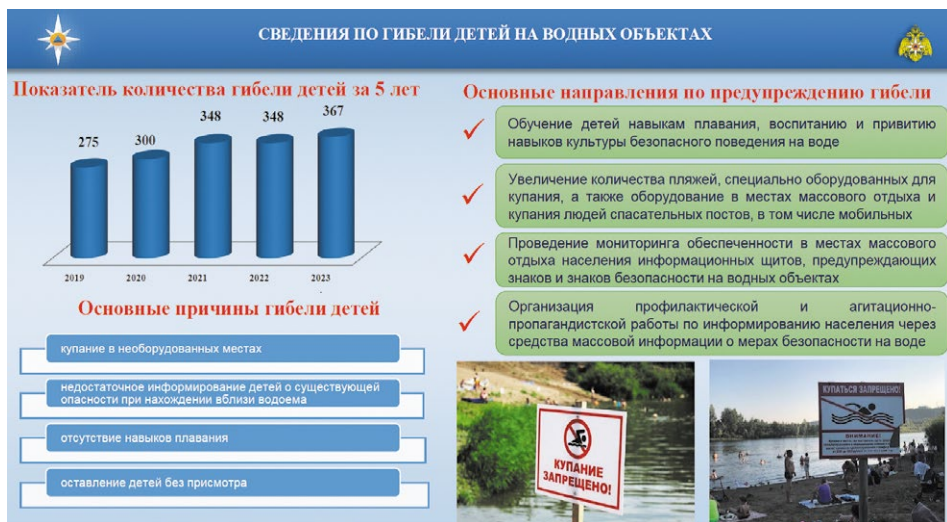 СВЕДЕНИЯ ПО ГИБЕЛИ ДЕТЕЙ НА ВОДНЫХ ОБЪЕКТАХ
Показатель количества гибели детей за 5 лет
275
300
348
348
367
2019
2020
2021
2022
2023
Основные причины гибели детей
купание в необорудованных местах
недостаточное информирование детей о существующей
опасности при нахождении вблизи водоема
отсутствие навыков плавания
оставление детей без присмотра
Основные направления по предупреждению гибели
Обучение детей навыкам плавания, воспитанию и привитию
навыков культуры безопасного поведения на воде
Увеличение количества пляжей, специально оборудованных для
купания, а также оборудование в местах массового отдыха и
купания людей спасательных постов, в том числе мобильных
Проведение мониторинга обеспеченности в местах массового
отдыха населения информационных щитов, предупреждающих
знаков и знаков безопасности на водных объектах
Организация профилактической и агитационно-
пропагандистской работы по информированию населения через
средства массовой информации о мерах безопасности на воде
КУПАНИЕ
ЗАПРЕЩЕНО!
КУПАТЬСЯ ЗАПРЕЩЕНО!
ВНИМАНИЕ!